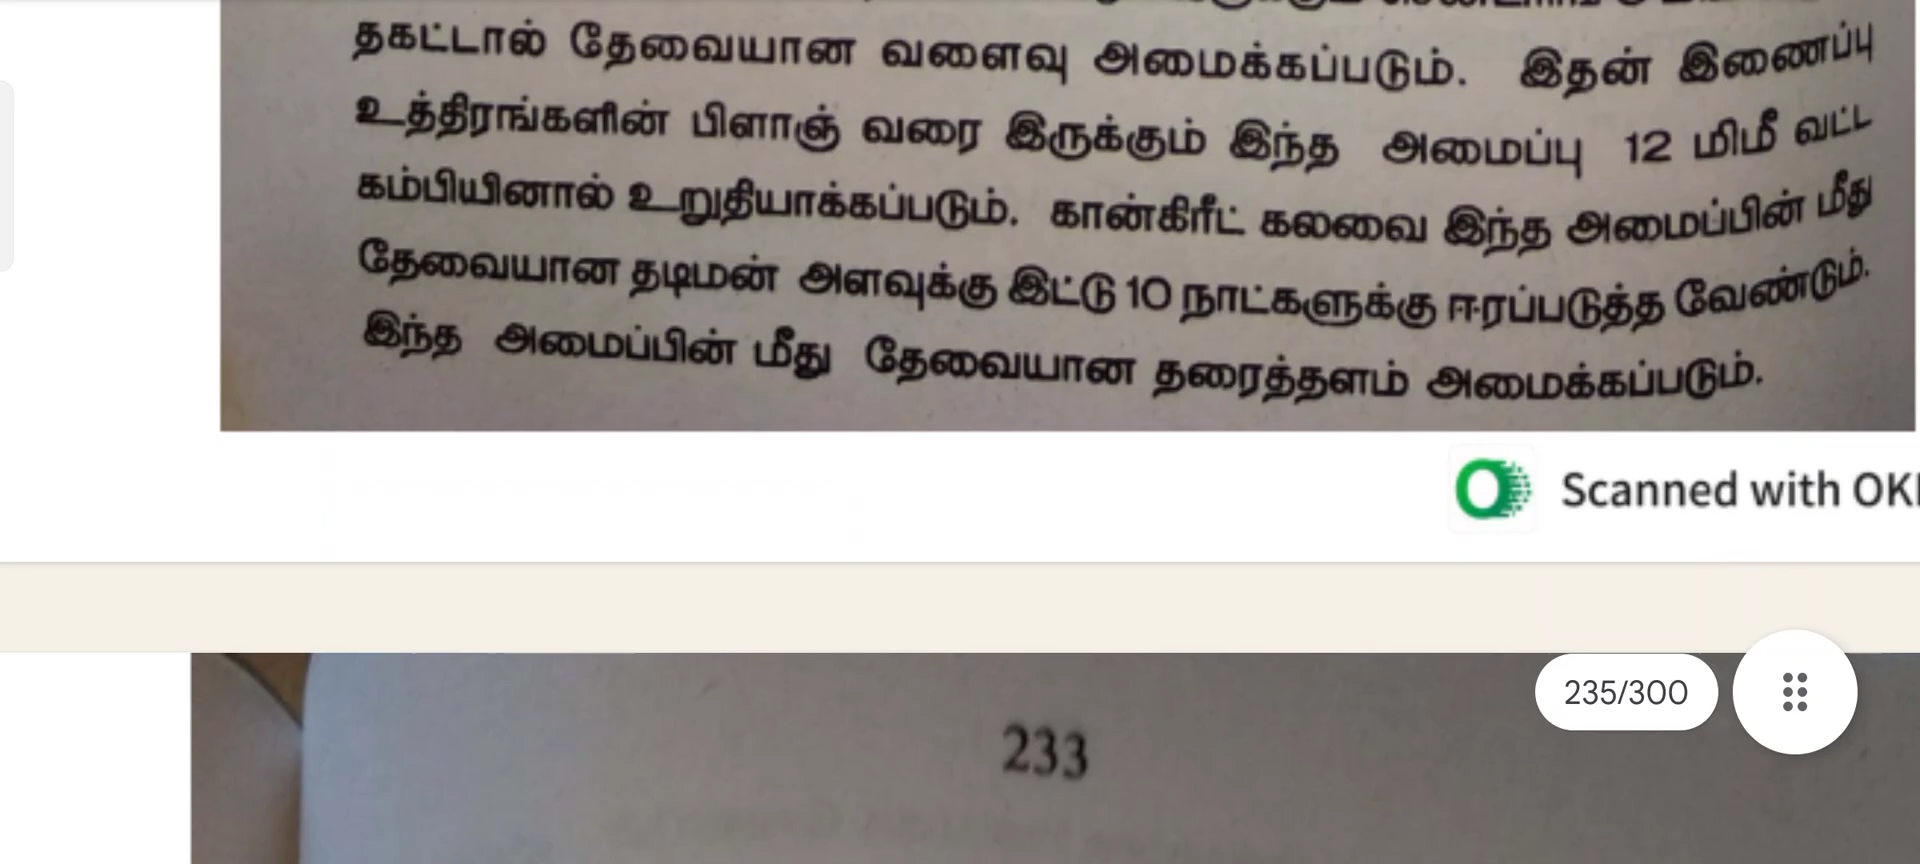 தகட்டால் தேவையான வளைவு அமைக்கப்படும். இதன் இணைப்பு
உத்திரங்களின் பிளாஞ் வரை இருக்கும் இந்த அமைப்பு 12 மிமீ வட்ட
கம்பியினால் உறுதியாக்கப்படும். கான்கிரீட் கலவை இந்த அமைப்பின் மீது
தேவையான தடிமன் அளவுக்கு இட்டு 10 நாட்களுக்கு ஈரப்படுத்த வேண்டும்.
இந்த அமைப்பின் மீது தேவையான தரைத்தளம் அமைக்கப்படும்.
Scanned with
235/300
233